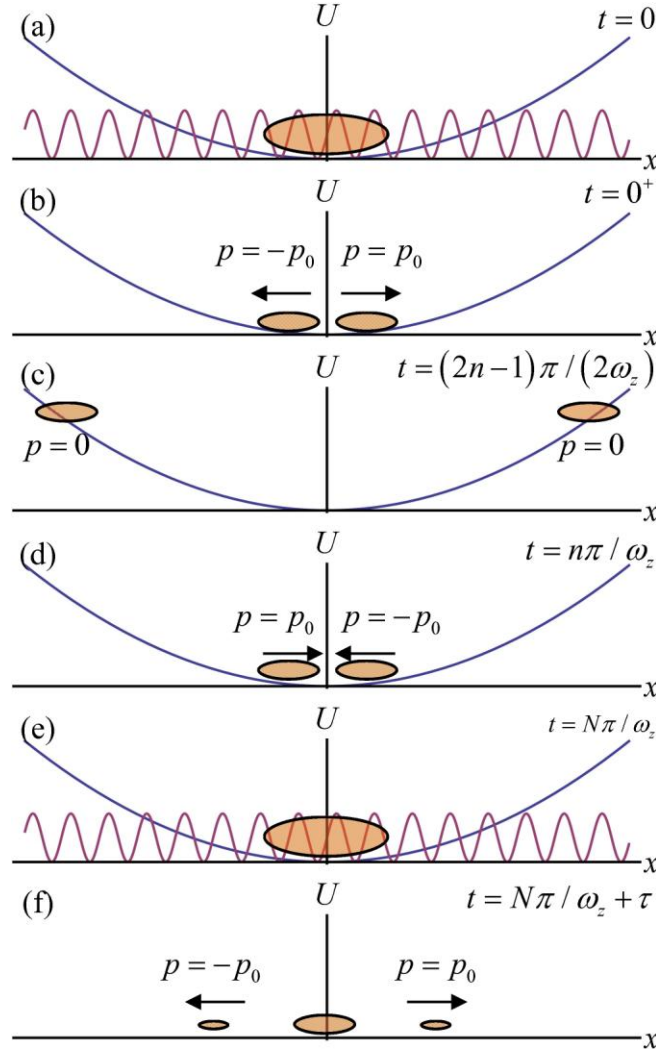 (a) U t = 0
x
(b) U t = 0⁺
p = −p₀ p = p₀
x
(c) U t = (2n−1)π / (2ω_z)
p = 0 p = 0
x
(d) U t = nπ / ω_z
p = p₀ p = −p₀
x
(e) U t = Nπ / ω_z
x
(f) U t = Nπ / ω_z + τ
p = −p₀ p = p₀
x